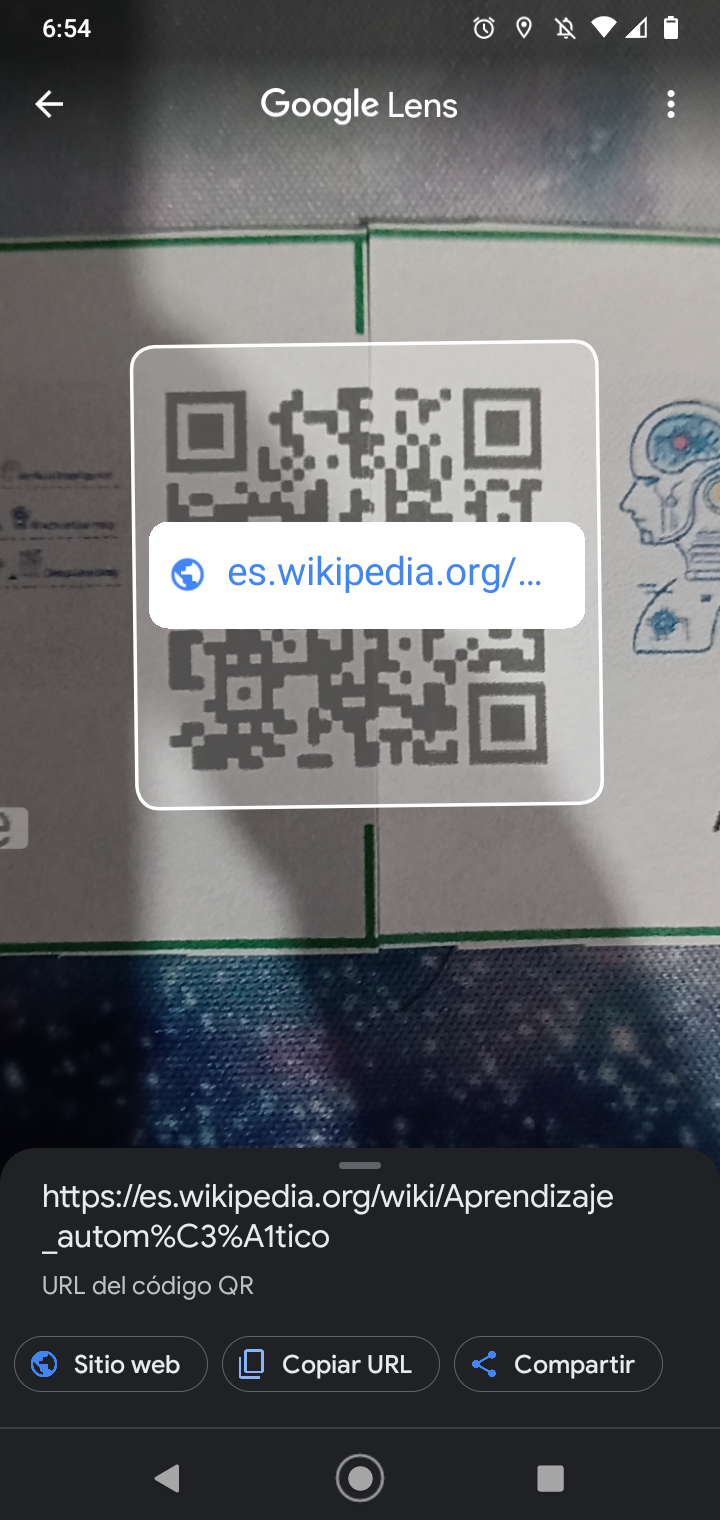 6:54
Google Lens
es.wikipedia.org/...
e
https://es.wikipedia.org/wiki/Aprendizaje
_autom%C3%A1tico
URL del código QR
Sitio web
Copiar URL
Compartir